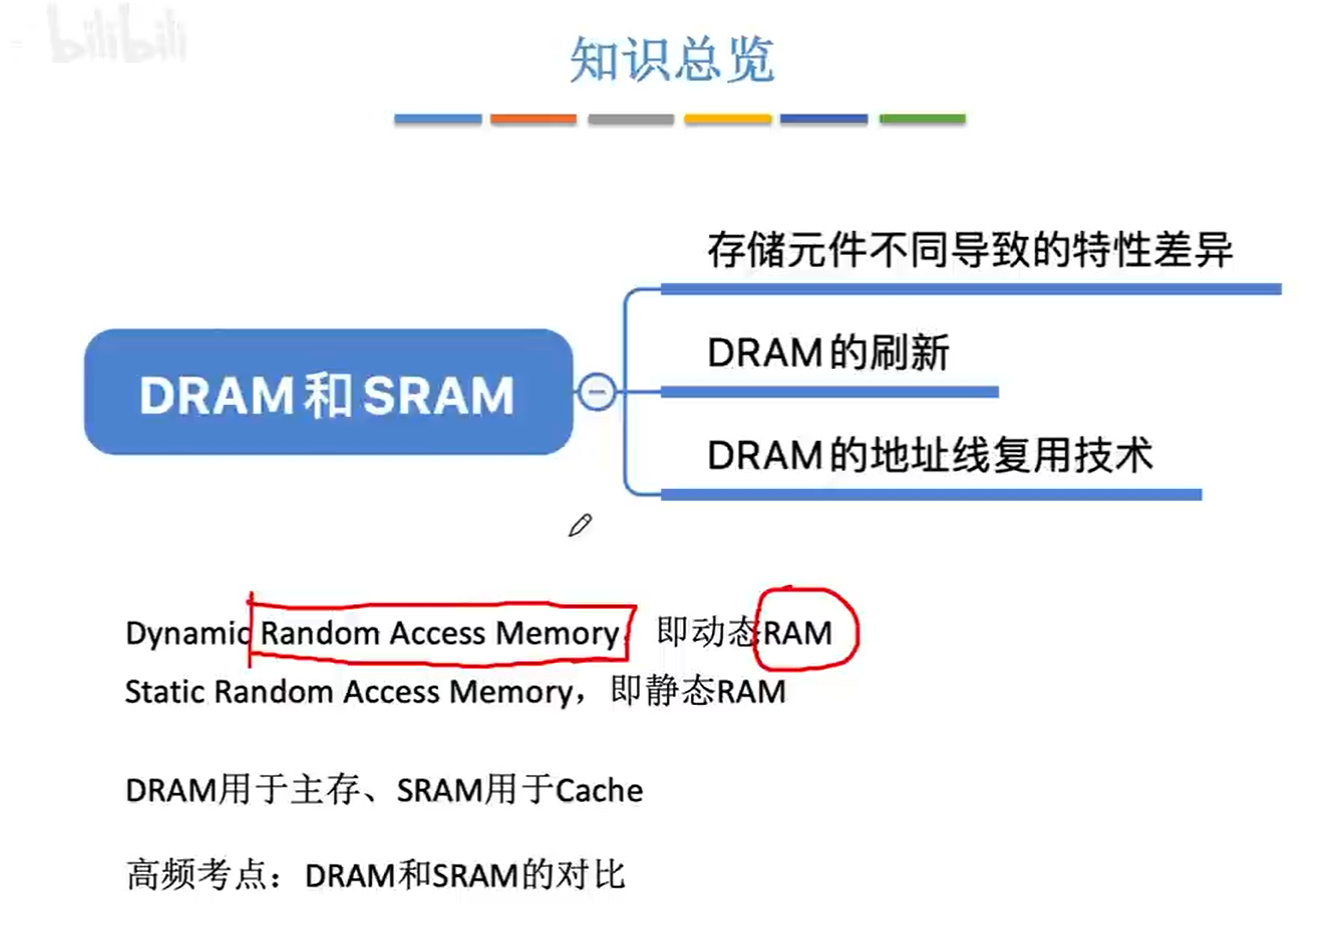 bilibili
知识总览
存储元件不同导致的特性差异
DRAM和SRAM
DRAM的刷新
DRAM的地址线复用技术
Dynamic Random Access Memory, 即动态RAM
Static Random Access Memory，即静态RAM
DRAM用于主存、SRAM用于Cache
高频考点：DRAM和SRAM的对比